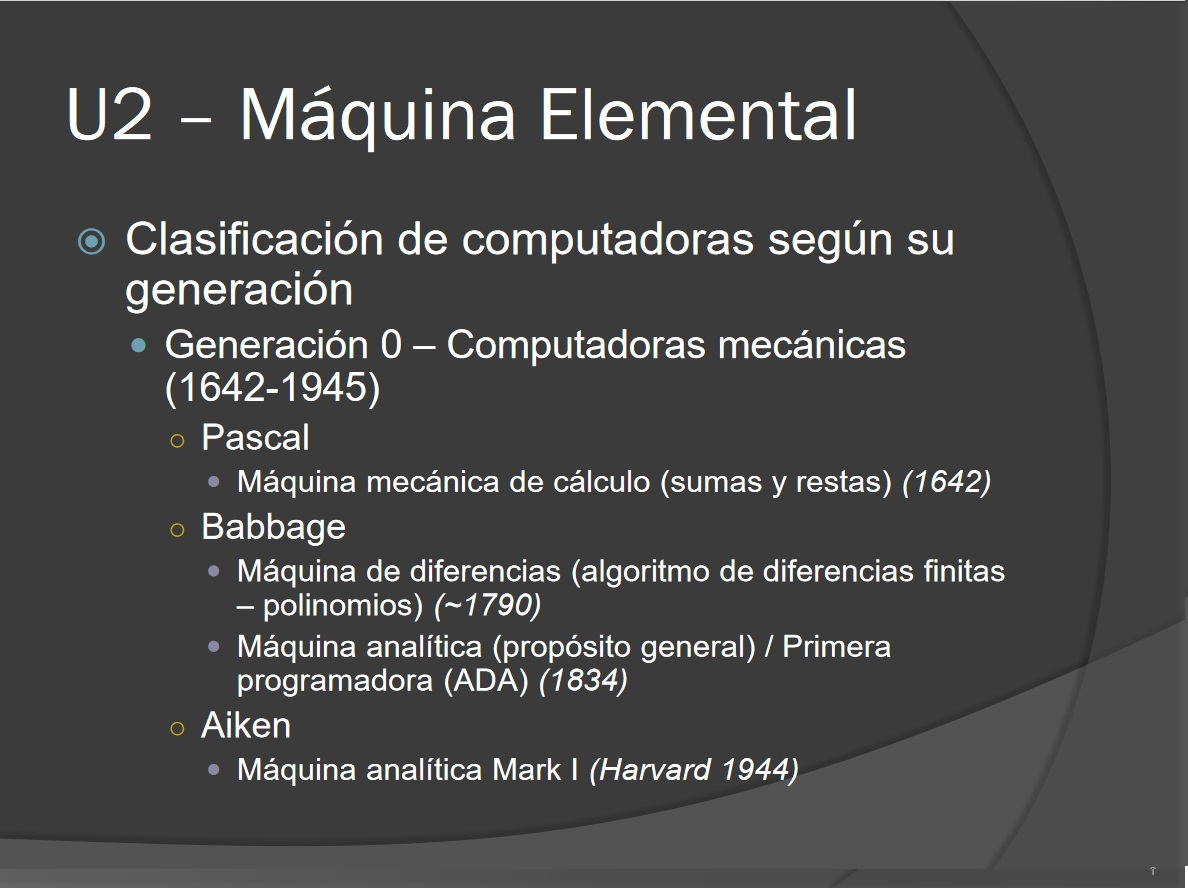 U2 – Máquina Elemental
Clasificación de computadoras según su
generación
Generación 0 – Computadoras mecánicas
(1642-1945)
Pascal
Máquina mecánica de cálculo (sumas y restas) (1642)
Babbage
Máquina de diferencias (algoritmo de diferencias finitas
– polinomios) (~1790)
Máquina analítica (propósito general) / Primera
programadora (ADA) (1834)
Aiken
Máquina analítica Mark I (Harvard 1944)